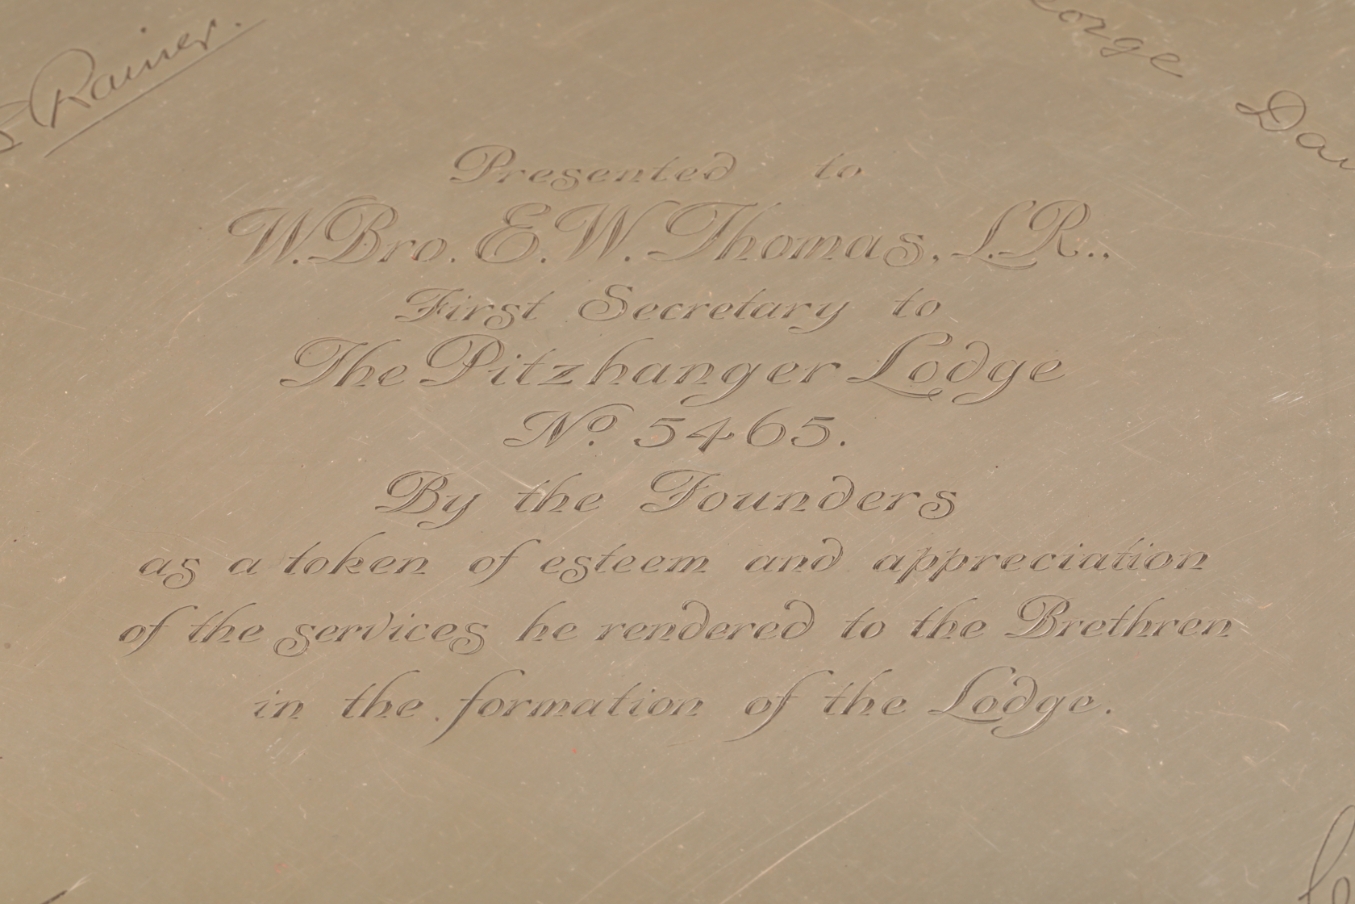 Rainer.
Presented to
W. Bro. E. W. Thomas, L.R.,
First Secretary to
The Pitzhanger Lodge
No. 5465.
By the Founders
as a token of esteem and appreciation
of the services he rendered to the Brethren
in the formation of the Lodge.